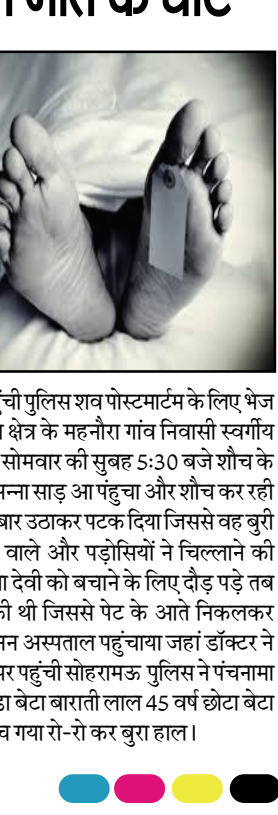 के घाट
पुलिस शव पोस्टमार्टम के लिए भेज
क्षेत्र के महनौरा गांव निवासी स्वर्गीय
सोमवार की सुबह 5:30 बजे शौच के
साड़ आ पंहुचा और शौच कर रही
बार उठाकर पटक दिया जिससे वह बुरी
वाले और पड़ोसियों ने चिल्लाने की
देवी को बचाने के लिए दौड़ पड़े तब
थी जिससे पेट के आते निकलकर
अस्पताल पहुंचाया जहां डॉक्टर ने
पर पहुंची सोहरामऊ पुलिस ने पंचनामा
बेटा बाराती लाल 45 वर्ष छोटा बेटा
गया रो-रो कर बुरा हाल।